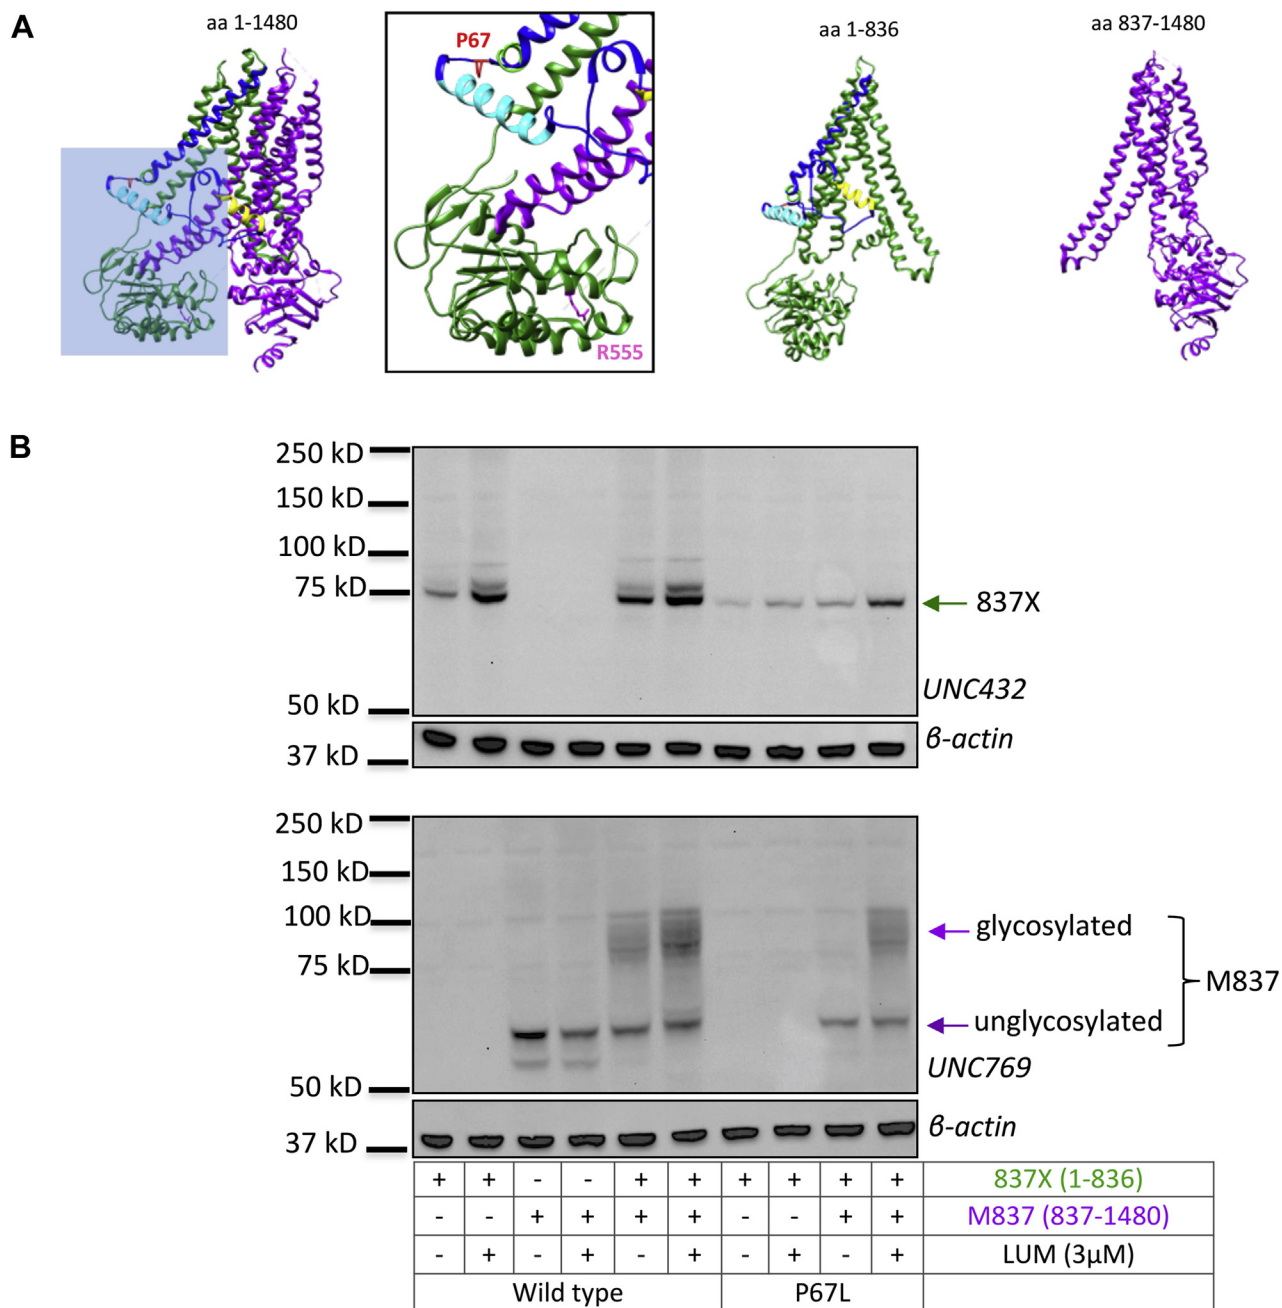 A
aa 1-1480
aa 1-836
aa 837-1480
P67
R555
B
250 kD
150 kD
100 kD
75 kD
837X
50 kD
UNC432
β-actin
37 kD
250 kD
150 kD
100 kD
glycosylated
75 kD
M837
unglycosylated
50 kD
UNC769
β-actin
37 kD
+ + - - + + + + + + 837X (1-836)
- - + + + + - - + + M837 (837-1480)
- + - + - + - + - + LUM (3µM)
Wild type P67L